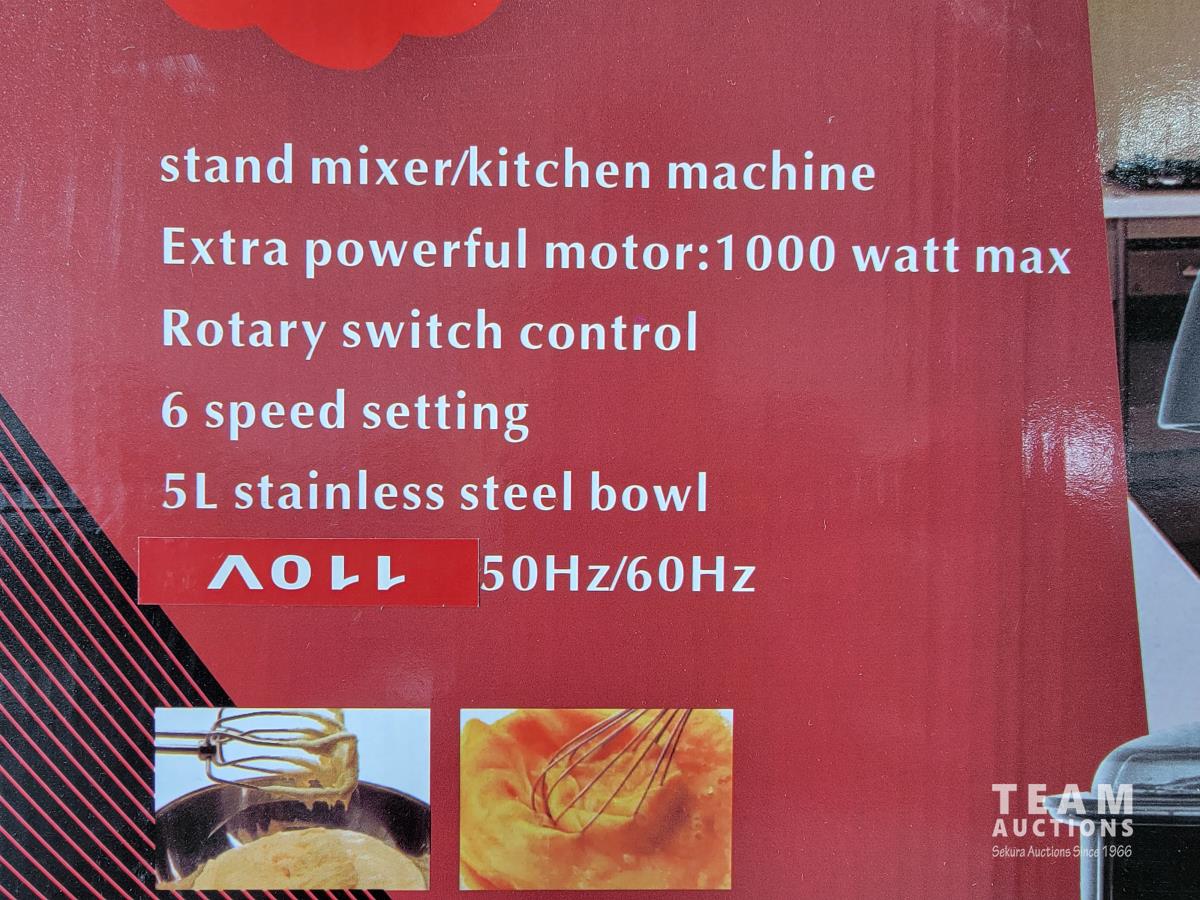 stand mixer/kitchen machine
Extra powerful motor:1000 watt max
Rotary switch control
6 speed setting
5L stainless steel bowl
110V 50Hz/60Hz
TEAM
AUCTIONS
Sekura Auctions Since 1966